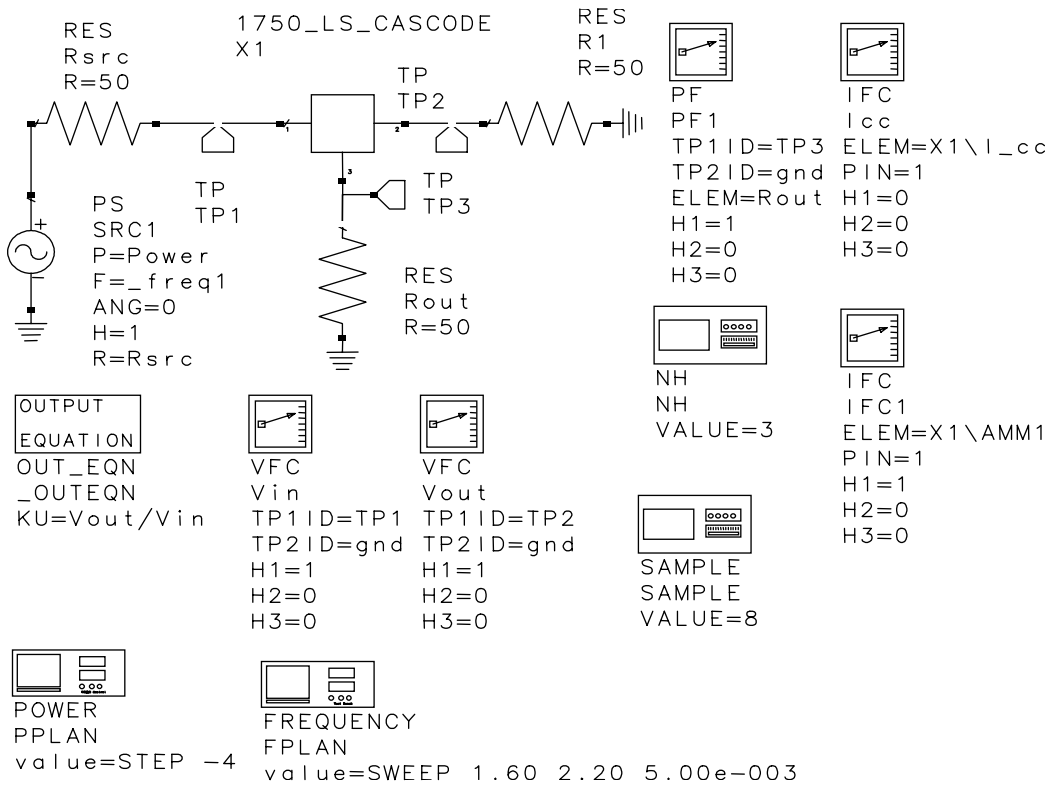 RES
Rsrc
R=50
1750_LS_CASCODE
X1
RES
R1
R=50
TP
TP2
1
2
3
TP
TP1
TP
TP3
PS
SRC1
P=Power
F=_freq1
ANG=0
H=1
R=Rsrc
+
−
RES
Rout
R=50
PF
PF1
TP1ID=TP3
TP2ID=gnd
ELEM=Rout
H1=1
H2=0
H3=0
IFC
Icc
ELEM=X1\I_cc
PIN=1
H1=0
H2=0
H3=0
NH
NH
VALUE=3
IFC
IFC1
ELEM=X1\AMM1
PIN=1
H1=1
H2=0
H3=0
OUTPUT
EQUATION
OUT_EQN
_OUTEQN
KU=Vout/Vin
VFC
Vin
TP1ID=TP1
TP2ID=gnd
H1=1
H2=0
H3=0
VFC
Vout
TP1ID=TP2
TP2ID=gnd
H1=1
H2=0
H3=0
SAMPLE
SAMPLE
VALUE=8
POWER
PPLAN
value=STEP -4
FREQUENCY
FPLAN
value=SWEEP 1.60 2.20 5.00e-003